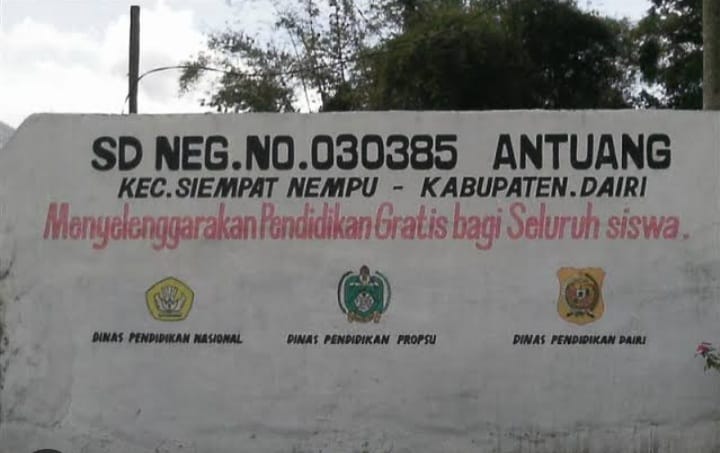 SD NEG.NO.030385 ANTUANG
KEC.SIEMPAT NEMPU - KABUPATEN.DAIRI
Menyelenggarakan Pendidikan Gratis bagi Seluruh siswa.
DINAS PENDIDIKAN NASIONAL
DINAS PENDIDIKAN PROPSU
DINAS PENDIDIKAN DAIRI